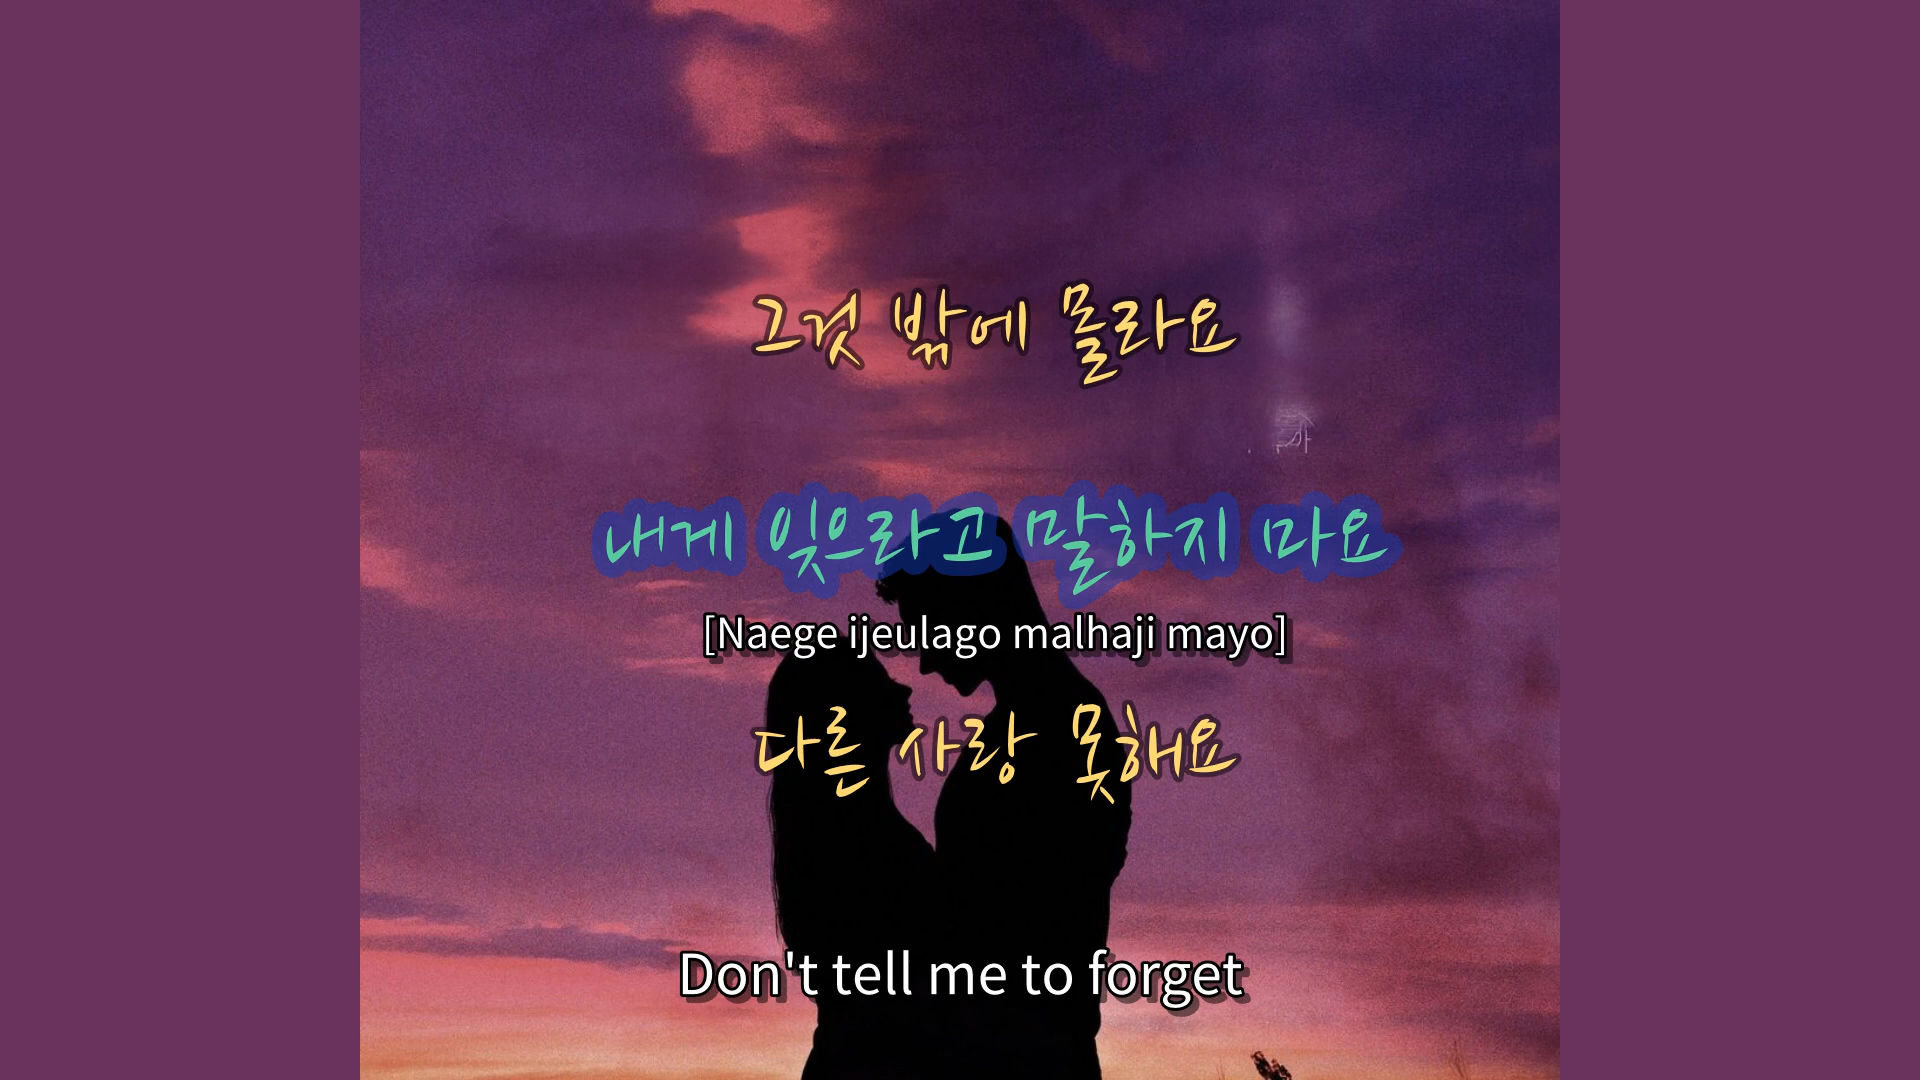 그것 밖에 몰라요
내게 잊으라고 말하지 마요
[Naege ijeulago malhaji mayo]
다른 사랑 못해요
Don't tell me to forget